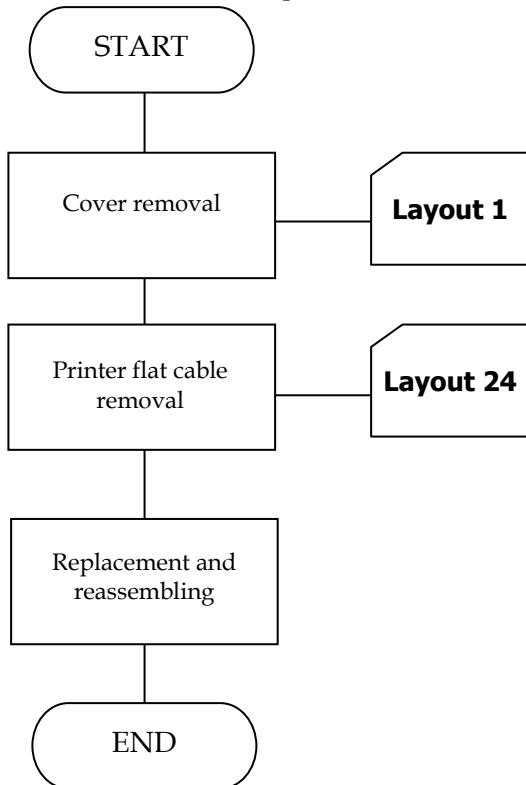 START
Cover removal
Layout 1
Printer flat cable
removal
Layout 24
Replacement and
reassembling
END